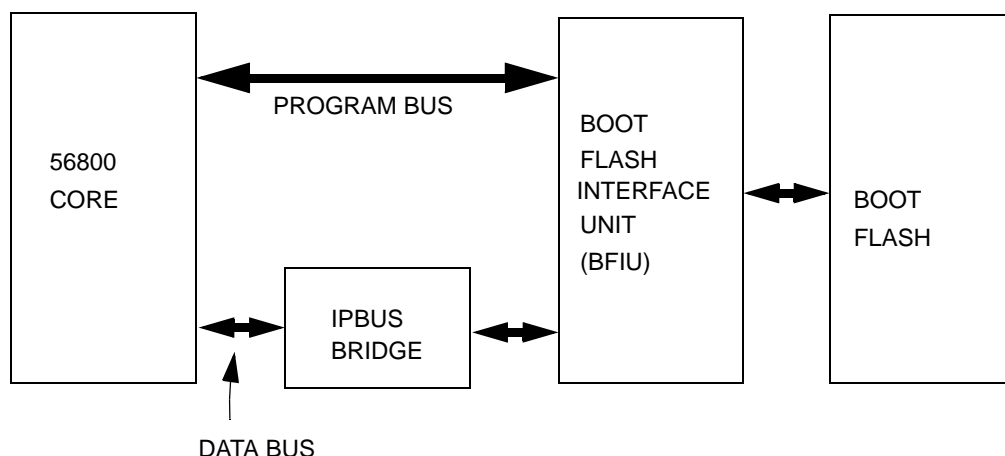 PROGRAM BUS
56800
CORE
BOOT
FLASH
INTERFACE
UNIT
(BFIU)
BOOT
FLASH
IPBUS
BRIDGE
DATA BUS